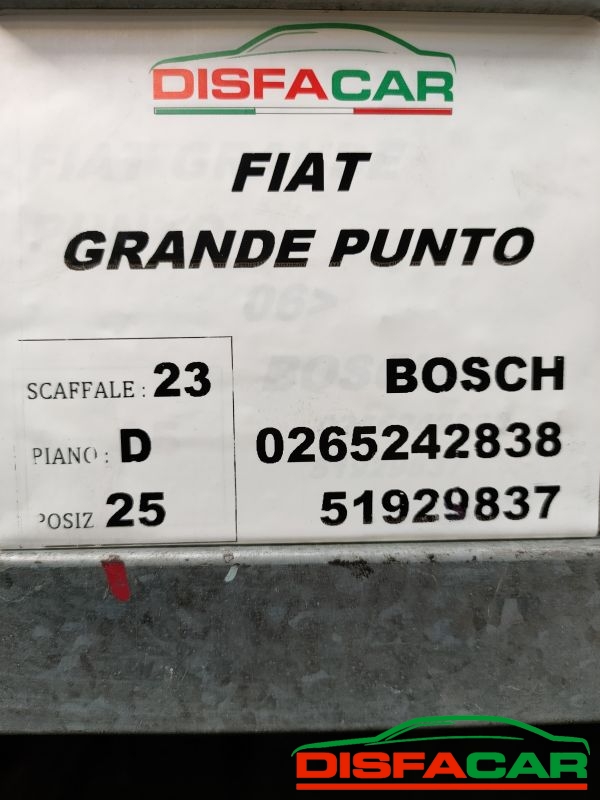 DISFACAR
FIAT
GRANDE PUNTO
SCAFFALE : 23
PIANO : D
POSIZ 25
BOSCH
0265242838
51929837
DISFACAR